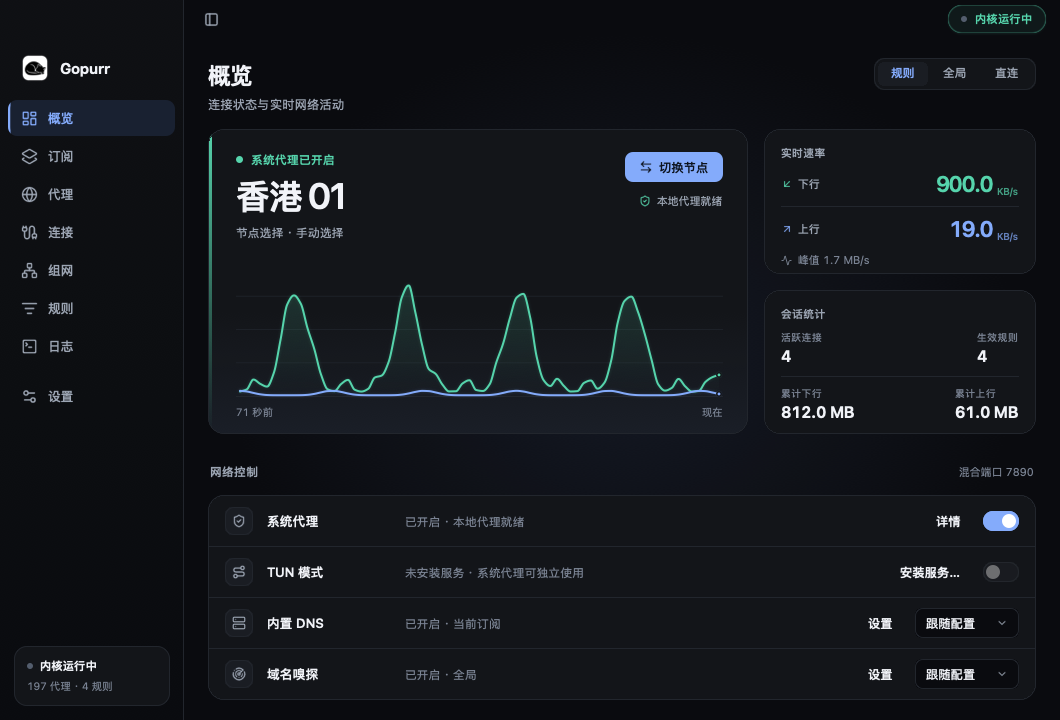 内核运行中
Gopurr
概览
订阅
代理
连接
组网
规则
日志
设置
内核运行中
197 代理 · 4 规则
概览
连接状态与实时网络活动
规则 全局 直连
系统代理已开启
香港 01
节点选择 · 手动选择
切换节点
本地代理就绪
71 秒前
现在
实时速率
下行 900.0 KB/s
上行 19.0 KB/s
峰值 1.7 MB/s
会话统计
活跃连接 生效规则
4 4
累计下行 累计上行
812.0 MB 61.0 MB
网络控制 混合端口 7890
系统代理 已开启 · 本地代理就绪 详情
TUN 模式 未安装服务 · 系统代理可独立使用 安装服务...
内置 DNS 已开启 · 当前订阅 设置 跟随配置
域名嗅探 已开启 · 全局 设置 跟随配置